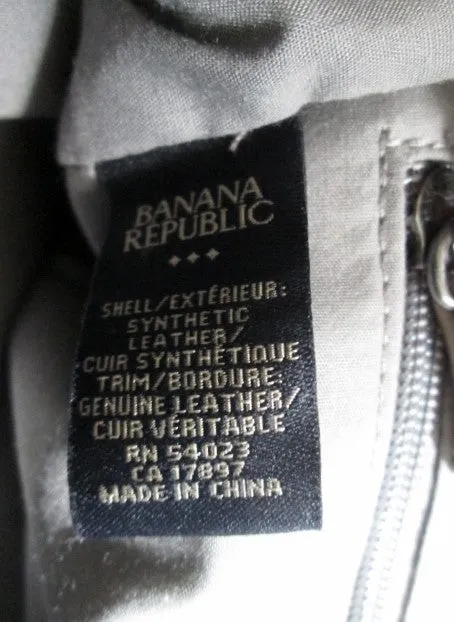 BANANA
REPUBLIC
SHELL/EXTÉRIEUR:
SYNTHETIC
LEATHER/
CUIR SYNTHÉTIQUE
TRIM/BORDURE:
GENUINE LEATHER/
CUIR VÉRITABLE
RN 54023
CA 17897
MADE IN CHINA